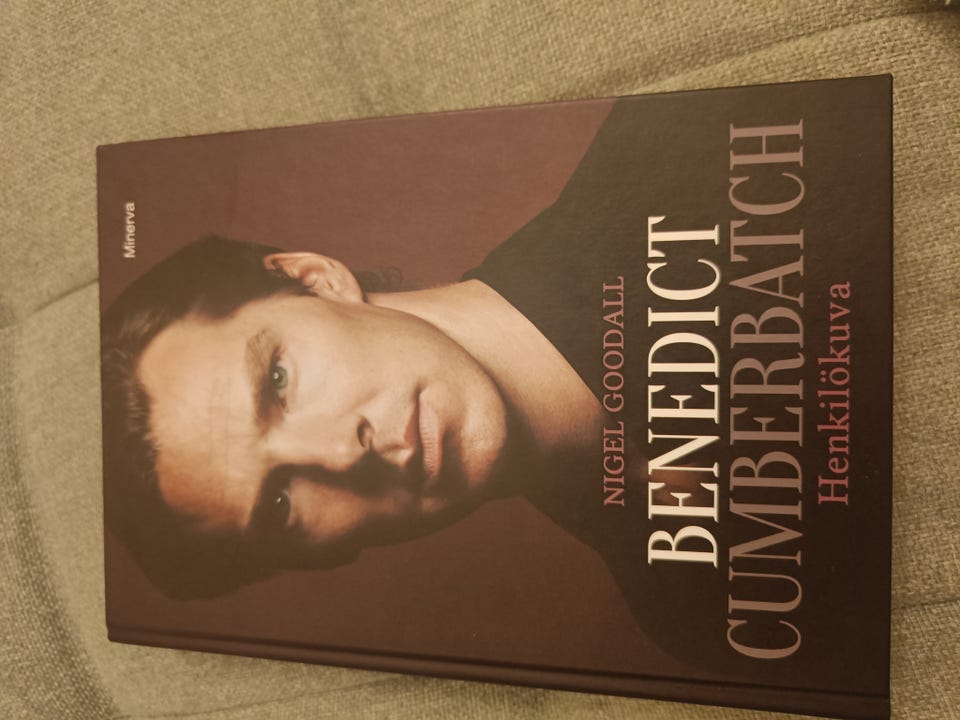 Minerva
NIGEL GOODALL
BENEDICT
CUMBERBATCH
Henkilökuva